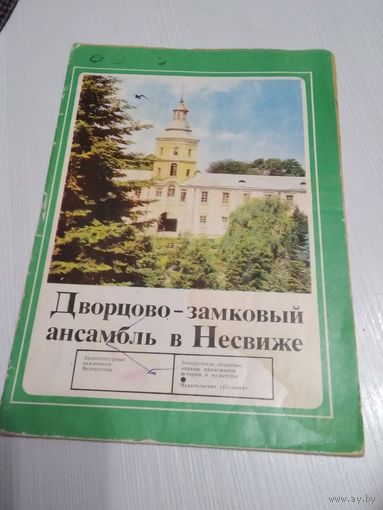 Дворцово-замковый
ансамбль в Несвиже
Архитектурные
памятники
Белоруссии
Белорусское общество
охраны памятников
истории и культуры
Издательство «Полымя»
www.ay.by